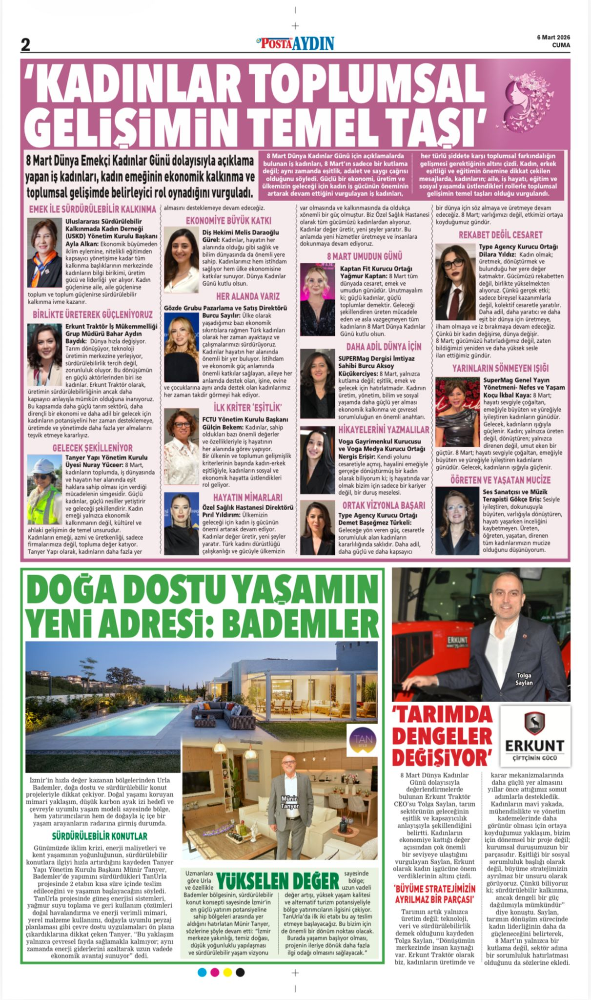 2
POSTA AYDIN
6 Mart 2026
CUMA
‘KADINLAR TOPLUMSAL
GELİŞİMİN TEMEL TAŞI’
8 Mart Dünya Emekçi Kadınlar Günü dolayısıyla açıklama
yapan iş kadınları, kadın emeğinin ekonomik kalkınma ve
toplumsal gelişimde belirleyici rol oynadığını vurguladı.
8 Mart Dünya Kadınlar Günü için açıklamalarda
bulunan iş kadınları, 8 Mart’ın sadece bir kutlama
değil; aynı zamanda eşitlik, adalet ve saygı çağrısı
olduğunu söyledi. Güçlü bir ekonomi, üretim ve
ülkemizin geleceği için kadın iş gücünün öneminin
artarak devam ettiğini vurgulayan iş kadınları,
her türlü şiddete karşı toplumsal farkındalığın
gelişmesi gerektiğinin altını çizdi. Kadın, erkek
eşitliği ve eğitimin önemine dikkat çekilen
mesajlarda, kadınların; aile, iş hayatı, eğitim ve
sosyal yaşamda üstlendikleri rollerle toplumsal
gelişimin temel taşları olduğu vurgulandı.
EMEK İLE SÜRDÜRÜLEBİLİR KALKINMA
Uluslararası Sürdürülebilir
Kalkınmada Kadın Derneği
(USKD) Yönetim Kurulu Başkanı
Ayla Alkan: Ekonomik büyümeden
iklim eylemine, nitelikli eğitimden
kapsayıcı yönetişime kadar tüm
kalkınma başlıklarının merkezinde
kadınların bilgi birikimi, üretim
gücü ve liderliği yer alıyor. Kadın
güçlenirse aile, aile güçlenirse
toplum ve toplum güçlenirse sürdürülebilir
kalkınma ivme kazanır.
BİRLİKTE ÜRETEREK GÜÇLENİYORUZ
Erkunt Traktör İş Mükemmelliği
Grup Müdürü Bahar Aydın
Baydık: Dünya hızla değişiyor.
Tarım dönüşüyor, teknoloji
üretimin merkezine yerleşiyor,
sürdürülebilirlik tercih değil,
zorunluluk oluyor. Bu dönüşümün
en güçlü aktörlerinden biri ise
kadınlar. Erkunt Traktör olarak,
üretimin sürdürülebilirliğinin ancak daha
kapsayıcı anlayışla mümkün olduğuna inanıyoruz.
Bu kapsamda daha güçlü tarım sektörü, daha
dirençli bir ekonomi ve daha adil bir gelecek için
kadınların potansiyelini her zaman desteklemeye,
üretimde ve yönetimde daha fazla yer almalarını
teşvik etmeye kararlıyız.
GELECEK ŞEKİLLENİYOR
Tanyer Yapı Yönetim Kurulu
Üyesi Nuray Yüceer: 8 Mart,
kadınların toplumda, iş dünyasında
ve hayatın her alanında eşit
haklara sahip olması için verdiği
mücadelenin simgesidir. Güçlü
kadınlar, güçlü nesiller yetiştirir
ve geleceği şekillendirir. Kadın
emeği yalnızca ekonomik
kalkınmanın değil, kültürel ve
ahlaki gelişimin de temel unsurudur.
Kadınların emeği, azmi ve üretkenliği, sadece
firmalarımıza değil, topluma değer katıyor.
Tanyer Yapı olarak, kadınların daha fazla yer
almasını desteklemeye devam edeceğiz.
EKONOMİYE BÜYÜK KATKI
Diş Hekimi Melis Daraoğlu
Gürel: Kadınlar, hayatın her
alanında olduğu gibi sağlık ve
bilim dünyasında da önemli yere
sahip. Kadınlarımız hem istihdam
sağlıyor hem ülke ekonomisine
katkılar sunuyor. Dünya Kadınlar
Günü kutlu olsun.
HER ALANDA VARIZ
Gözde Grubu Pazarlama ve Satış Direktörü
Burcu Sayılır: Ülke olarak
yaşadığımız bazı ekonomik
sıkıntılara rağmen Türk kadınları
olarak her zaman ayaktayız ve
çalışmalarımızı sürdürüyoruz.
Kadınlar hayatın her alanında
önemli bir yer buluyor. İstihdam
ve ekonomik güç anlamında
önemli katkılar sağlayan, aileye her
anlamda destek olan, işine, evine
ve çocuklarına aynı anda destek olan kadınlarımız
her zaman takdir görmeyi hak ediyor.
İLK KRİTER ‘EŞİTLİK’
FCTU Yönetim Kurulu Başkanı
Gülçin Bekem: Kadınlar, sahip
oldukları bazı önemli değerler
ve özellikleriyle iş hayatının
her alanında görev yapıyor.
Bir ülkenin ve toplumun gelişmişlik
kriterlerinin başında kadın-erkek
eşitliğiyle, kadınların sosyal ve
ekonomik hayatta üstlendikleri
rol geliyor.
HAYATIN MİMARLARI
Özel Sağlık Hastanesi Direktörü
Pırıl Yıldırım: Ülkemizin
geleceği için kadın iş gücünün
önemi artarak devam ediyor.
Kadınlar değer üretir, yeni şeyler
yaratır. Türk kadını dürüstlüğü
çalışkanlığı ve gücüyle ülkemizin
var olmasında ve kalkınmasında da oldukça
xönemli bir güç olmuştur. Biz Özel Sağlık Hastanesi
olarak tüm gücümüzü kadınlardan alıyoruz.
Kadınlar değer üretir, yeni şeyler yaratır. Bu
anlamda yeni hizmetler üretmeye ve insanlara
dokunmaya devam ediyoruz.
8 MART UMUDUN GÜNÜ
Kaptan Fit Kurucu Ortağı
Yağmur Kaptan: 8 Mart tüm
dünyada cesaret, emek ve
umudun günüdür. Unutmayalım
ki; güçlü kadınlar, güçlü
toplumlar demektir. Geleceği
şekillendiren üreten mücadele
eden ve asla vazgeçmeyen tüm
kadınların 8 Mart Dünya Kadınlar
Günü kutlu olsun.
DAHA ADİL DÜNYA İÇİN
SUPERMag Dergisi İmtiyaz
Sahibi Burcu Aksoy
Küçükerciyes: 8 Mart, yalnızca
kutlama değil; eşitlik, emek ve
gelecek için hatırlatmadır. Kadının
üretim, yönetim, bilim ve sosyal
yaşamda daha güçlü yer alması
ekonomik kalkınma ve çevresel
sorumluluğun en önemli anahtarı.
HİKAYELERİNİ YAZMALILAR
Voga Gayrimenkul Kurucusu
ve Voga Medya Kurucu Ortağı
Nergis Erişir: Kendi yolunu
cesaretiyle açmış, hayalini emeğiyle
gerçeğe dönüştürmüş bir kadın
olarak biliyorum ki; iş hayatında var
olmak bizim için sadece bir kariyer
değil, bir duruş meselesi.
ORTAK VİZYONLA BAŞARI
Type Agency Kurucu Ortağı
Demet Başeğmez Türkeli:
Geleceğe yön veren güç, cesaretle
sorumluluk alan kadınların
kararlılığında saklıdır. Daha adil,
daha güçlü ve daha kapsayıcı
bir dünya için söz almaya ve üretmeye devam
edeceğiz. 8 Mart; varlığımızı değil, etkimizi ortaya
koyduğumuz gündür.
REKABET DEĞİL CESARET
Type Agency Kurucu Ortağı
Dilara Yıldız: Kadın olmak;
üretmek, dönüştürmek ve
bulunduğu her yere değer
katmaktır. Gücümüzü rekabetten
değil, birlikte yükselmekten
alıyoruz. Çünkü gerçek etki;
sadece bireysel kazanımlarla
değil, kolektif cesaretle yaratılır.
Daha adil, daha yaratıcı ve daha
eşit bir dünya için üretmeye,
ilham olmaya ve iz bırakmaya devam edeceğiz.
Çünkü bir kadın değişirse, dünya değişir.
8 Mart; gücümüzü hatırladığımız değil, zaten
bildiğimizi yeniden ve daha yüksek sesle
ilan ettiğimiz gündür.
YARINLARIN SÖNMEYEN IŞIĞI
SuperMag Genel Yayın
Yönetmeni- Nefes ve Yaşam
Koçu İkbal Kaya: 8 Mart;
hayatı sevgiyle çoğaltan,
emeğiyle büyüten ve yüreğiyle
iyileştiren kadınların günüdür.
Gelecek, kadınların ışığıyla
güçlenir. Kadın; yalnızca üreten
değil, dönüştüren; yalnızca
direnen değil, umut eken bir
güçtür. 8 Mart; hayatı sevgiyle çoğaltan, emeğiyle
büyüten ve yüreğiyle iyileştiren kadınların
günüdür. Gelecek, kadınların ışığıyla güçlenir.
ÖĞRETEN VE YAŞATAN MUCİZE
Ses Sanatçısı ve Müzik
Terapisti Gökçe Eriş: Sesiyle
iyileştiren, dokunuşuyla
büyüten, varlığıyla dönüştüren,
hayatı yaşarken inceliğini
kaybetmeyen. Üreten,
öğreten, yaşatan, direnen
tüm kadınlarımızın mucize
olduğunu düşünüyorum.
DOĞA DOSTU YAŞAMIN
YENİ ADRESİ: BADEMLER
TAN
urla
Münir
Tanyer
İzmir’in hızla değer kazanan bölgelerinden Urla
Bademler, doğa dostu ve sürdürülebilir konut
projeleriyle dikkat çekiyor. Doğal yaşamı koruyan
mimari yaklaşım, düşük karbon ayak izi hedefi ve
çevreyle uyumlu yaşam modeli sayesinde bölge,
hem yatırımcıların hem de doğayla iç içe bir
yaşam arayanların radarına girmiş durumda.
SÜRDÜRÜLEBİLİR KONUTLAR
Günümüzde iklim krizi, enerji maliyetleri ve
kent yaşamının yoğunluğunun, sürdürülebilir
konutlara ilgiyi hızla artırdığını kaydeden Tanyer
Yapı Yönetim Kurulu Başkanı Münir Tanyer,
Bademler’de yapımını sürdürdükleri TanUrla
projesinde 2 etabın kısa süre içinde teslim
edileceğini ve yaşamın başlayacağını söyledi.
TanUrla projesinde güneş enerjisi sistemleri,
yağmur suyu toplama ve geri kullanım çözümleri
doğal havalandırma ve enerji verimli mimari,
yerel malzeme kullanımı, doğayla uyumlu peyzaj
planlaması gibi çevre dostu uygulamaları ön plana
çıkardıklarına dikkat çeken Tanyer, “Bu yaklaşım
yalnızca çevresel fayda sağlamakla kalmıyor; aynı
zamanda enerji giderlerini azaltarak uzun vadede
ekonomik avantaj sunuyor” dedi.
YÜKSELEN DEĞER
Uzmanlara
göre Urla
ve özellikle
Bademler bölgesinin, sürdürülebilir
konut konsepti sayesinde İzmir’in
en güçlü yatırım potansiyeline
sahip bölgeleri arasında yer
aldığını hatırlatan Münir Tanyer,
sözlerine şöyle devam etti: “İzmir
merkeze yakınlığı, temiz doğası,
düşük yoğunluklu yapılaşması
ve sürdürülebilir yaşam vizyonu
sayesinde
bölge;
uzun vadeli
değer artışı, yüksek yaşam kalitesi
ve alternatif turizm potansiyeliyle
bölge yatırımcıların ilgisini çekiyor.
TanUrla’da ilk iki etabı bu ay teslim
etmeye başlayacağız. Bu bizim için
de önemli bir dönüm noktası olacak.
Burada yaşamın başlıyor olması,
projenin ileriye dönük daha fazla
ilgi odağı olmasını sağlayacak.”
ERKUNT
Tolga
Saylan
‘TARIMDA
DENGELER
DEĞİŞİYOR’
ERKUNT
ÇİFTÇİNİN GÜCÜ
8 Mart Dünya Kadınlar
Günü dolayısıyla
değerlendirmelerde
bulunan Erkunt Traktör
CEO’su Tolga Saylan, tarım
sektörünün geleceğinin
eşitlik ve kapsayıcılık
anlayışıyla şekillendiğini
belirtti. Kadınların
ekonomiye kattığı değer
açısından çok önemli
bir seviyeye ulaştığını
vurgulayan Saylan, Erkunt
olarak kadın işgücüne önem
verdiklerinin altını çizdi.
‘BÜYÜME STRATEJİMİZİN
AYRILMAZ BİR PARÇASI’
Tarımın artık yalnızca
üretim değil; teknoloji,
veri ve sürdürülebilirlik
demek olduğunu kaydeden
Tolga Saylan, “Dönüşümün
merkezinde insan kaynağı
var. Erkunt Traktör olarak
biz, kadınların üretimde ve
karar mekanizmalarında
daha güçlü yer almasını
yıllar önce attığımız somut
adımlarla destekledik.
Kadınların mavi yakada,
mühendislikte ve yönetim
kademelerinde daha
görünür olması için ortaya
koyduğumuz yaklaşım, bizim
için dönemsel bir proje değil;
kurumsal duruşumuzun bir
parçasıdır. Eşitliği bir sosyal
sorumluluk başlığı olarak
değil, büyüme stratejimizin
ayrılmaz bir unsuru olarak
görüyoruz. Çünkü biliyoruz
ki; sürdürülebilir kalkınma,
ancak dengeli bir güç
dağılımıyla mümkündür”
diye konuştu. Saylan,
tarımın dönüşüm sürecinde
kadın liderliğinin daha da
güçleneceğini belirterek,
8 Mart’ın yalnızca bir
kutlama değil, sektör adına
bir sorumluluk hatırlatması
olduğunu da sözlerine ekledi.